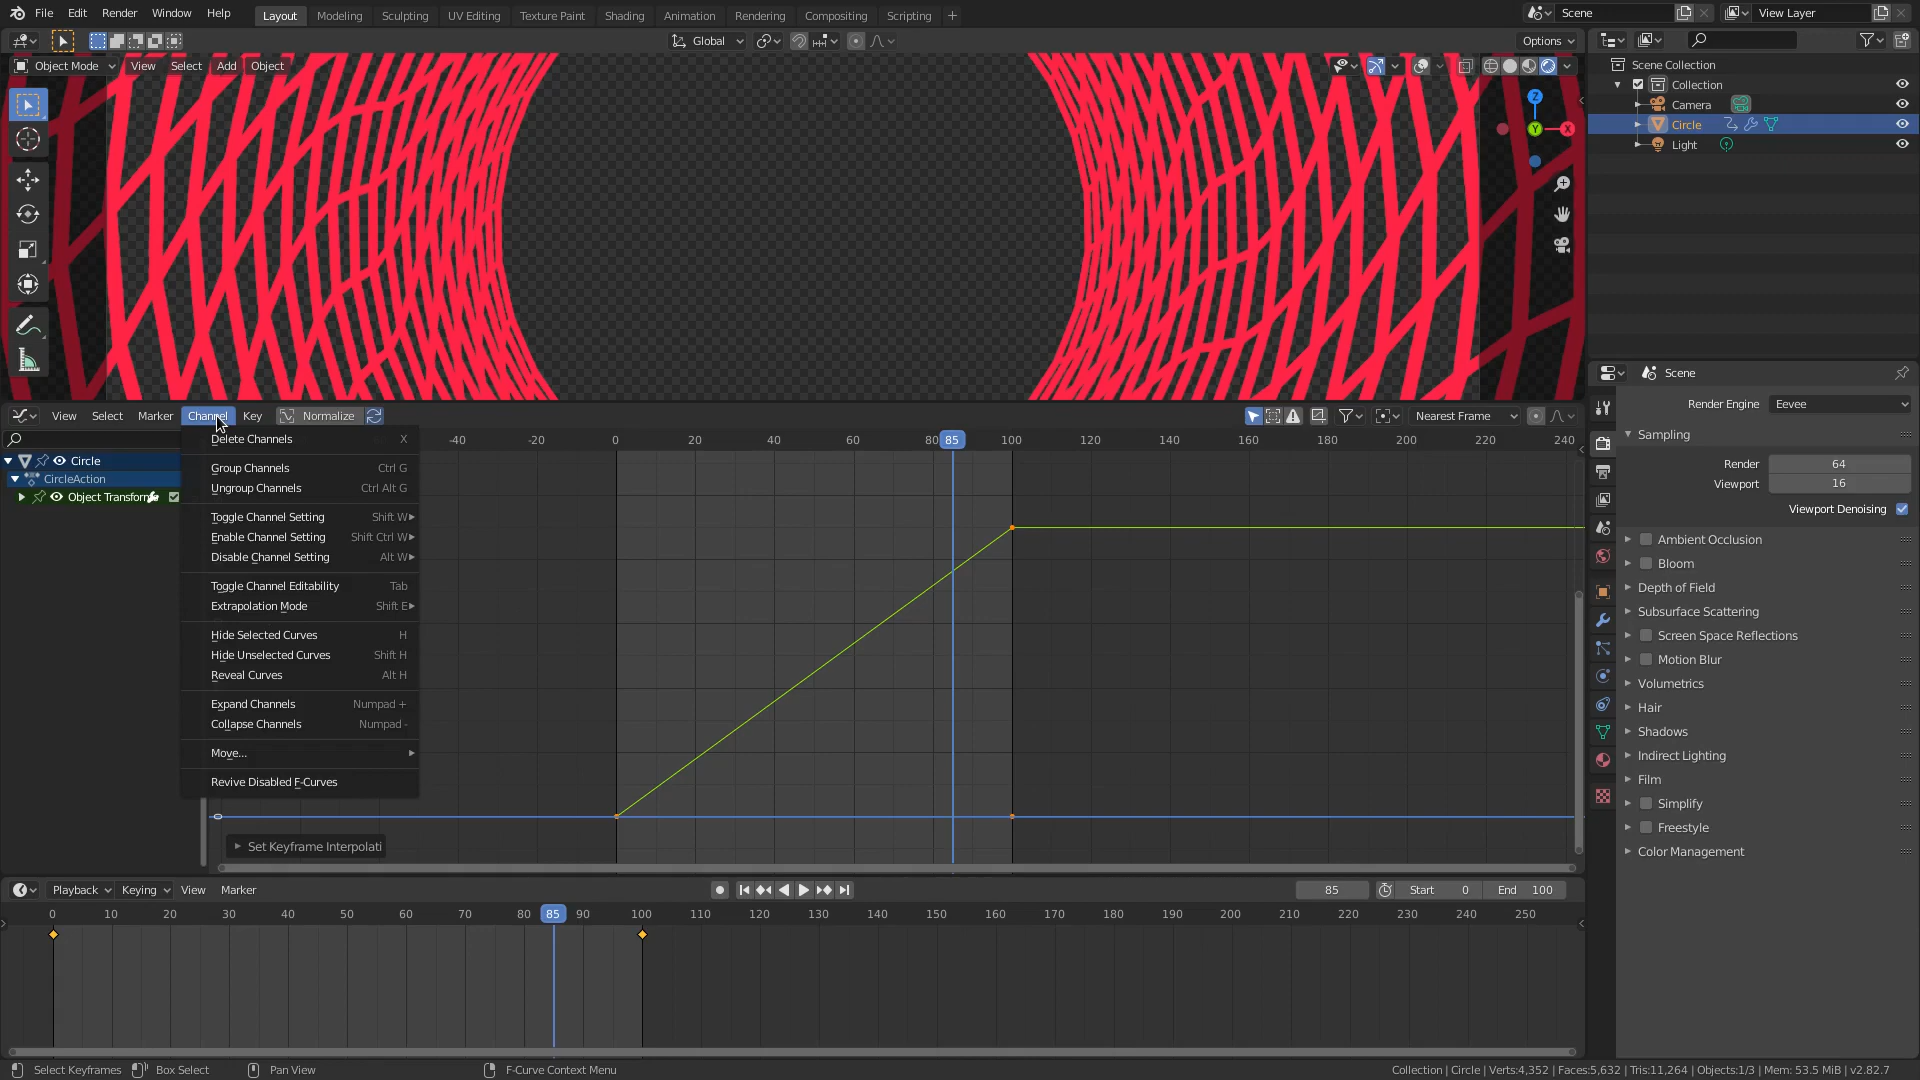 File Edit Render Window Help Layout Modeling Sculpting UV Editing Texture Paint Shading Animation Rendering Compositing Scripting + Scene View Layer
Global Options
Object Mode View Select Add Object
Z
Y
X
Scene Collection
Collection
Camera
Circle
Light
Scene
Render Engine Eevee
Sampling
Render 64
Viewport 16
Viewport Denoising
Ambient Occlusion
Bloom
Depth of Field
Subsurface Scattering
Screen Space Reflections
Motion Blur
Volumetrics
Hair
Shadows
Indirect Lighting
Film
Simplify
Freestyle
Color Management
View Select Marker Channel Key Normalize Nearest Frame
-40 -20 0 20 40 60 80 85 100 120 140 160 180 200 220 240
Circle
CircleAction
Object Transforms
Delete Channels X
Group Channels Ctrl G
Ungroup Channels Ctrl Alt G
Toggle Channel Setting Shift W
Enable Channel Setting Shift Ctrl W
Disable Channel Setting Alt W
Toggle Channel Editability Tab
Extrapolation Mode Shift E
Hide Selected Curves H
Hide Unselected Curves Shift H
Reveal Curves Alt H
Expand Channels Numpad +
Collapse Channels Numpad -
Move...
Revive Disabled F-Curves
Set Keyframe Interpolati
Playback Keying View Marker 85 Start 0 End 100
0 10 20 30 40 50 60 70 80 85 90 100 110 120 130 140 150 160 170 180 190 200 210 220 230 240 250
Select Keyframes Box Select Pan View F-Curve Context Menu Collection | Circle | Verts:4,352 | Faces:5,632 | Tris:11,264 | Objects:1/3 | Mem: 53.5 MiB | v2.82.7